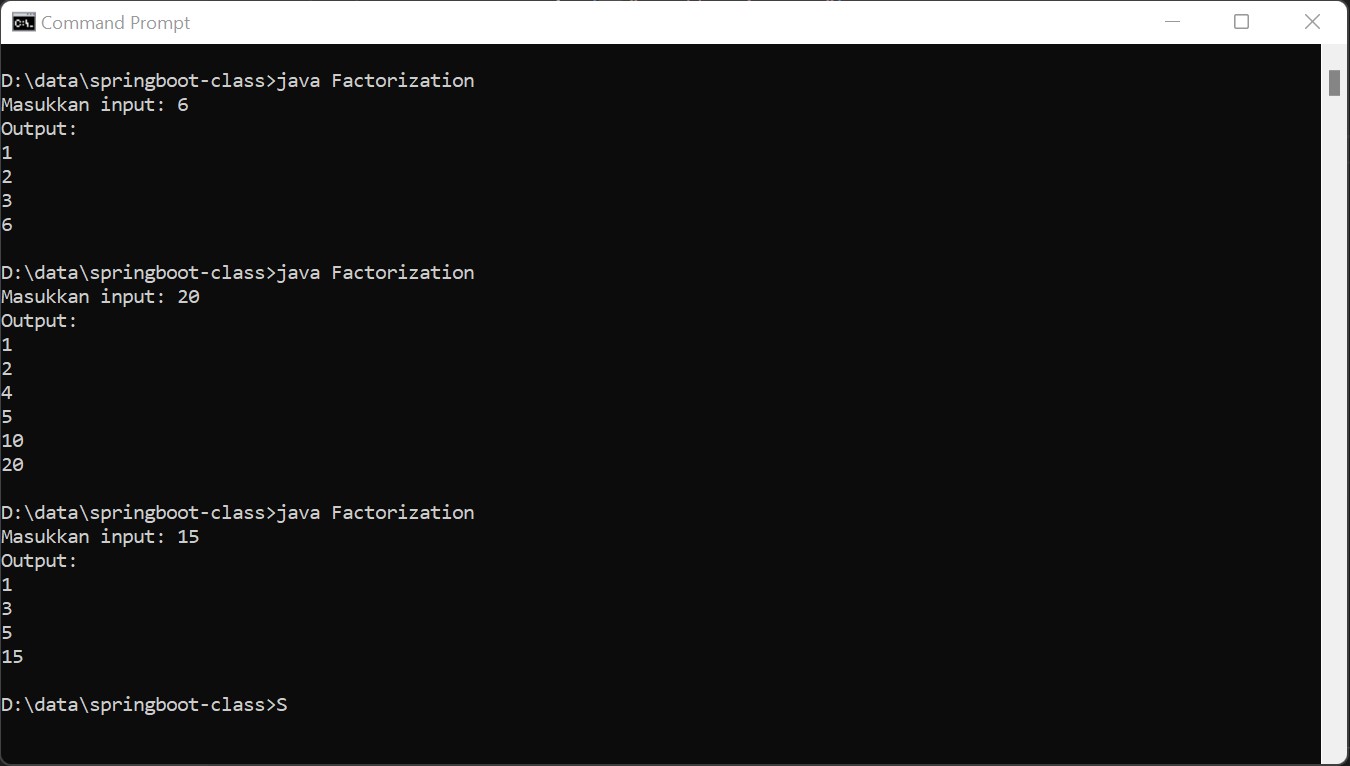 Command Prompt
D:\data\springboot-class>java Factorization
Masukkan input: 6
Output:
1
2
3
6
D:\data\springboot-class>java Factorization
Masukkan input: 20
Output:
1
2
4
5
10
20
D:\data\springboot-class>java Factorization
Masukkan input: 15
Output:
1
3
5
15
D:\data\springboot-class>S